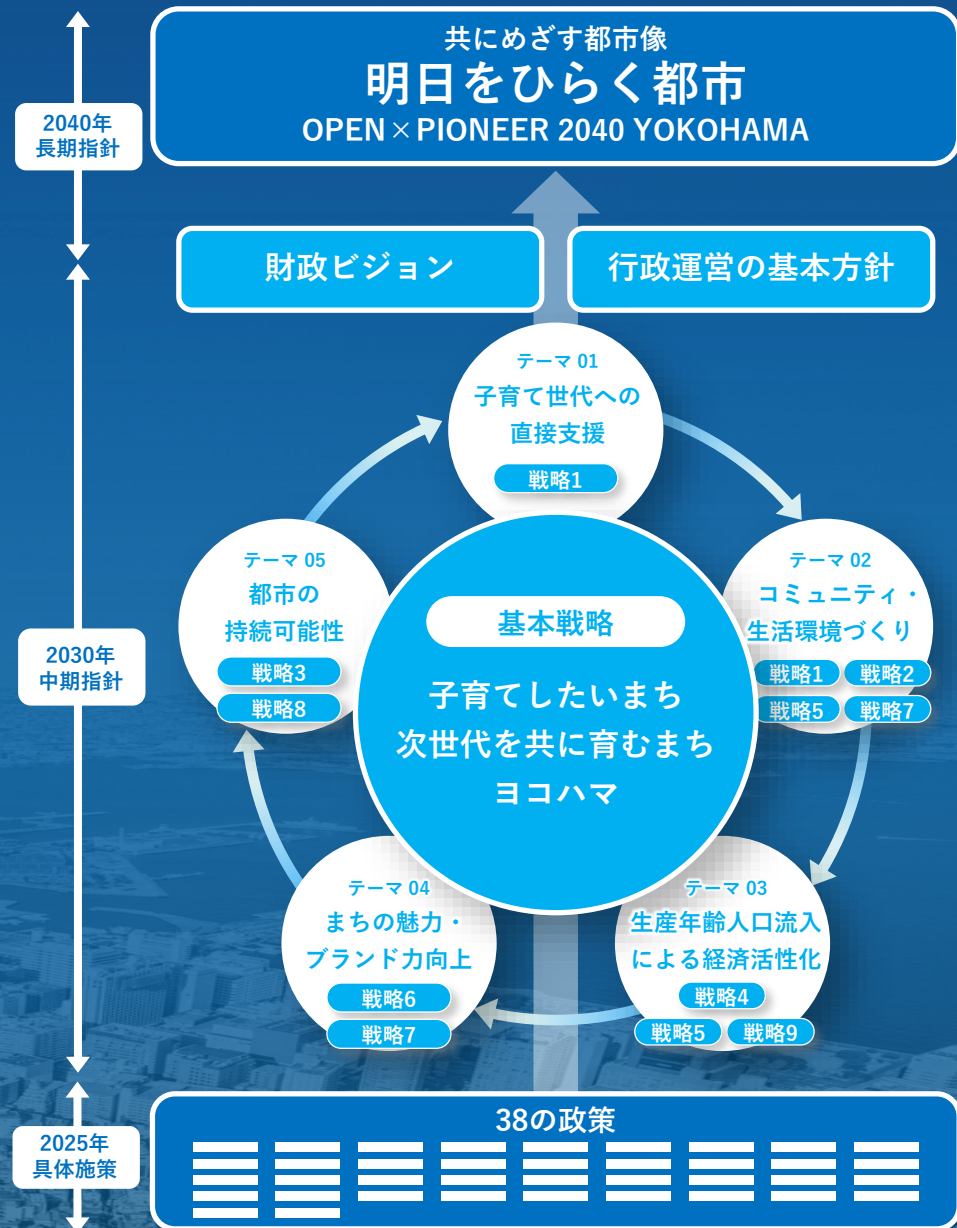 共にめざす都市像
明日をひらく都市
OPEN×PIONEER 2040 YOKOHAMA
2040年
長期指針
財政ビジョン
行政運営の基本方針
テーマ 01
子育て世代への
直接支援
戦略1
テーマ 05
都市の
持続可能性
戦略3
戦略8
テーマ 02
コミュニティ・
生活環境づくり
戦略1 戦略2
戦略5 戦略7
2030年
中期指針
基本戦略
子育てしたいまち
次世代を共に育むまち
ヨコハマ
テーマ 04
まちの魅力・
ブランド力向上
戦略6
戦略7
テーマ 03
生産年齢人口流入
による経済活性化
戦略4
戦略5 戦略9
2025年
具体施策
38の政策